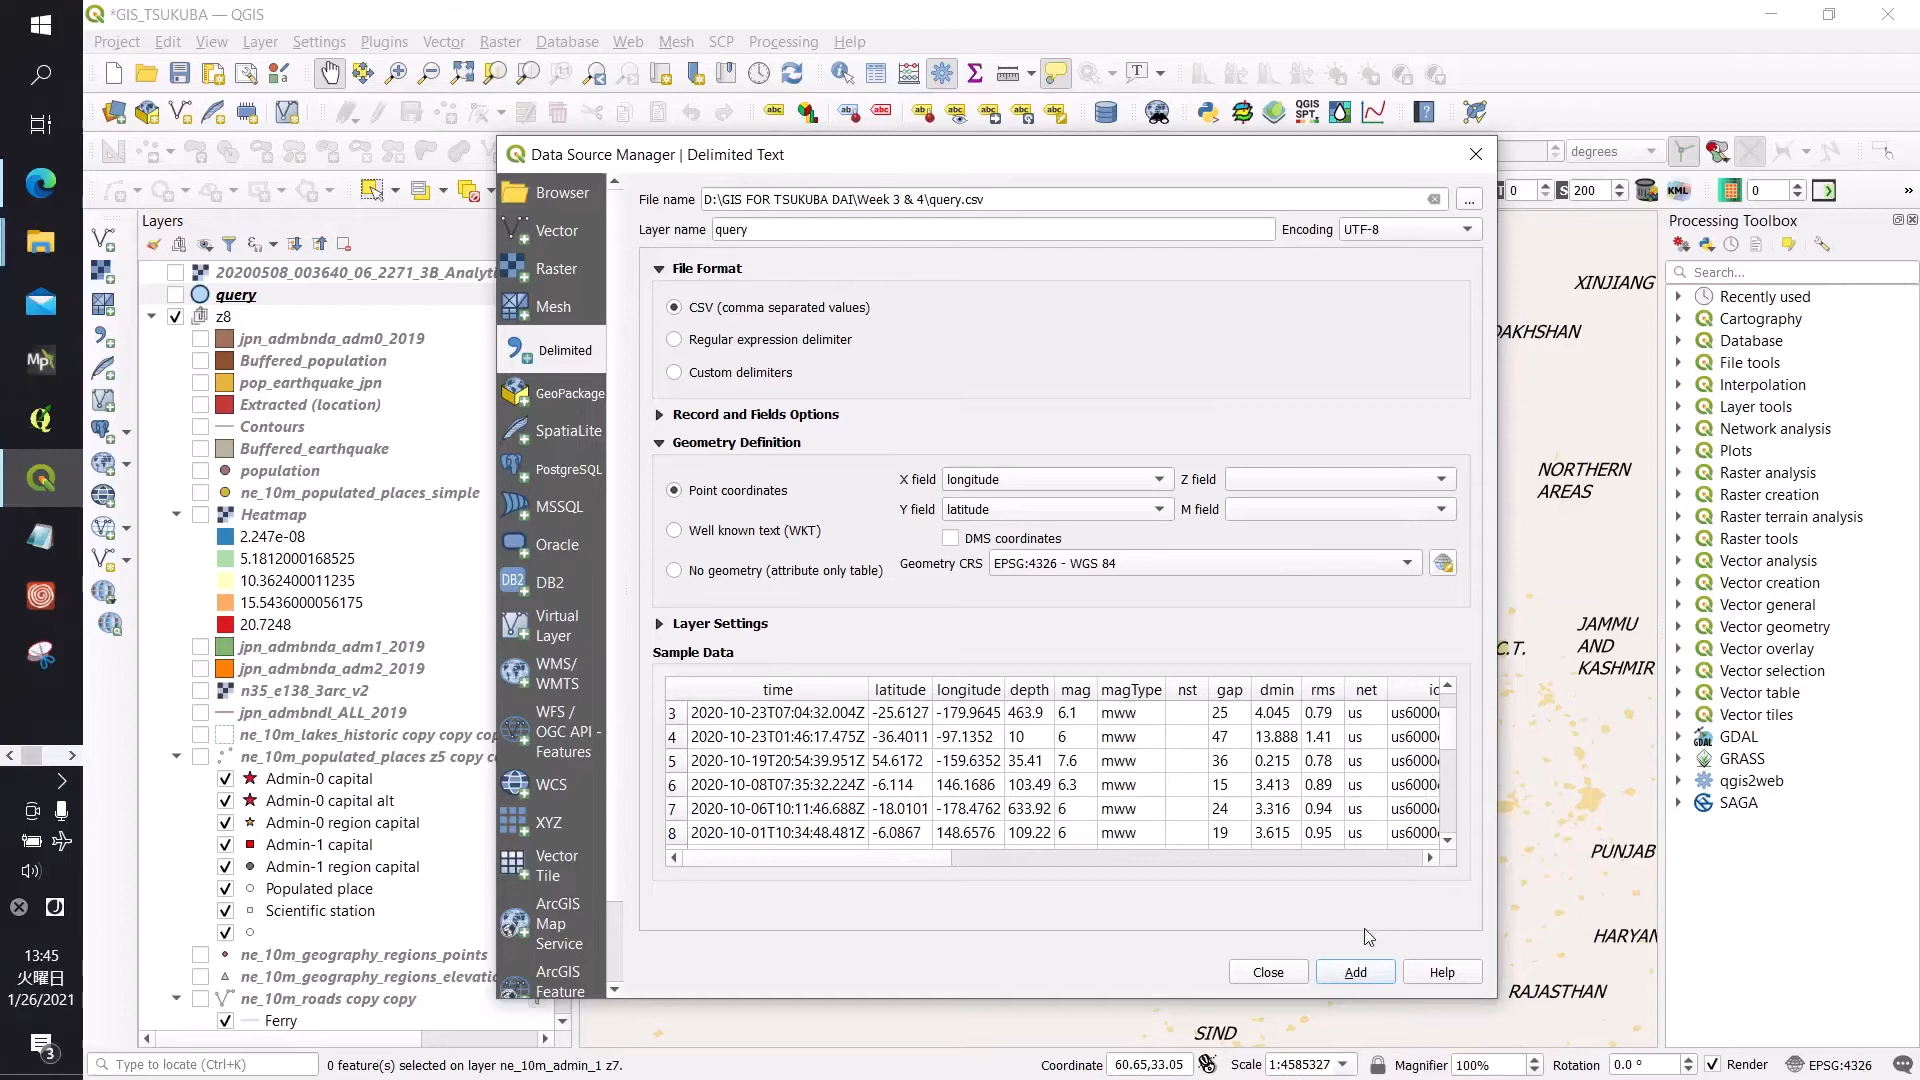 *GIS_TSUKUBA — QGIS
Project Edit View Layer Settings Plugins Vector Raster Database Web Mesh SCP Processing Help
degrees
0 S 200 KML 0 »
Layers
20200508_003640_06_2271_3B_Analyti
query
z8
jpn_admbnda_adm0_2019
Buffered_population
pop_earthquake_jpn
Extracted (location)
Contours
Buffered_earthquake
population
ne_10m_populated_places_simple
Heatmap
2.247e-08
5.1812000168525
10.362400011235
15.5436000056175
20.7248
jpn_admbnda_adm1_2019
jpn_admbnda_adm2_2019
n35_e138_3arc_v2
jpn_admbndl_ALL_2019
ne_10m_lakes_historic copy copy cop
ne_10m_populated_places z5 copy c
Admin-0 capital
Admin-0 capital alt
Admin-0 region capital
Admin-1 capital
Admin-1 region capital
Populated place
Scientific station
ne_10m_geography_regions_points
ne_10m_geography_regions_elevatio
ne_10m_roads copy copy
Ferry
Data Source Manager | Delimited Text
Browser
Vector
Raster
Mesh
Delimited
GeoPackage
SpatiaLite
PostgreSQL
MSSQL
Oracle
DB2
Virtual
Layer
WMS/
WMTS
WFS /
OGC API -
Features
WCS
XYZ
Vector
Tile
ArcGIS
Map
Service
ArcGIS
Feature
File name D:\GIS FOR TSUKUBA DAI\Week 3 & 4\query.csv ...
Layer name query Encoding UTF-8
File Format
CSV (comma separated values)
Regular expression delimiter
Custom delimiters
Record and Fields Options
Geometry Definition
Point coordinates
Well known text (WKT)
No geometry (attribute only table)
X field longitude Z field
Y field latitude M field
DMS coordinates
Geometry CRS EPSG:4326 - WGS 84
Layer Settings
Sample Data
time latitude longitude depth mag magType nst gap dmin rms net
3 2020-10-23T07:04:32.004Z -25.6127 -179.9645 463.9 6.1 mww 25 4.045 0.79 us us6000
4 2020-10-23T01:46:17.475Z -36.4011 -97.1352 10 6 mww 47 13.888 1.41 us us6000
5 2020-10-19T20:54:39.951Z 54.6172 -159.6352 35.41 7.6 mww 36 0.215 0.78 us us6000
6 2020-10-08T07:35:32.224Z -6.114 146.1686 103.49 6.3 mww 15 3.413 0.89 us us6000
7 2020-10-06T10:11:46.688Z -18.0101 -178.4762 633.92 6 mww 24 3.316 0.94 us us6000
8 2020-10-01T10:34:48.481Z -6.0867 148.6576 109.22 6 mww 19 3.615 0.95 us us6000
Close Add Help
XINJIANG
DAKHSHAN
NORTHERN
AREAS
JAMMU
AND
KASHMIR
C.T.
PUNJAB
HARYAN
RAJASTHAN
SIND
Processing Toolbox
Search...
Recently used
Cartography
Database
File tools
Interpolation
Layer tools
Network analysis
Plots
Raster analysis
Raster creation
Raster terrain analysis
Raster tools
Vector analysis
Vector creation
Vector general
Vector geometry
Vector overlay
Vector selection
Vector table
Vector tiles
GDAL
GRASS
qgis2web
SAGA
13:45
火曜日
1/26/2021
3
Type to locate (Ctrl+K) 0 feature(s) selected on layer ne_10m_admin_1 z7. Coordinate 60.65,33.05 Scale 1:4585327 Magnifier 100% Rotation 0.0 ° Render EPSG:4326